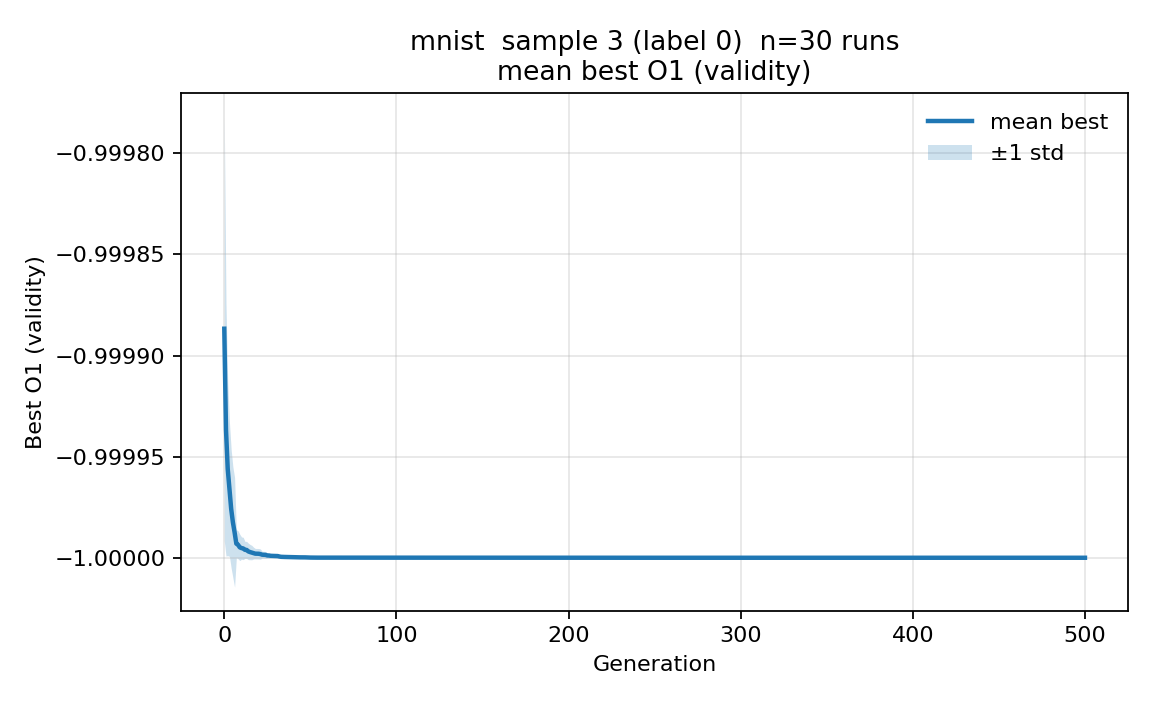 mnist  sample 3 (label 0)  n=30 runs
mean best O1 (validity)
mean best
±1 std
−0.99980
−0.99985
−0.99990
−0.99995
−1.00000
Best O1 (validity)
0 100 200 300 400 500
Generation